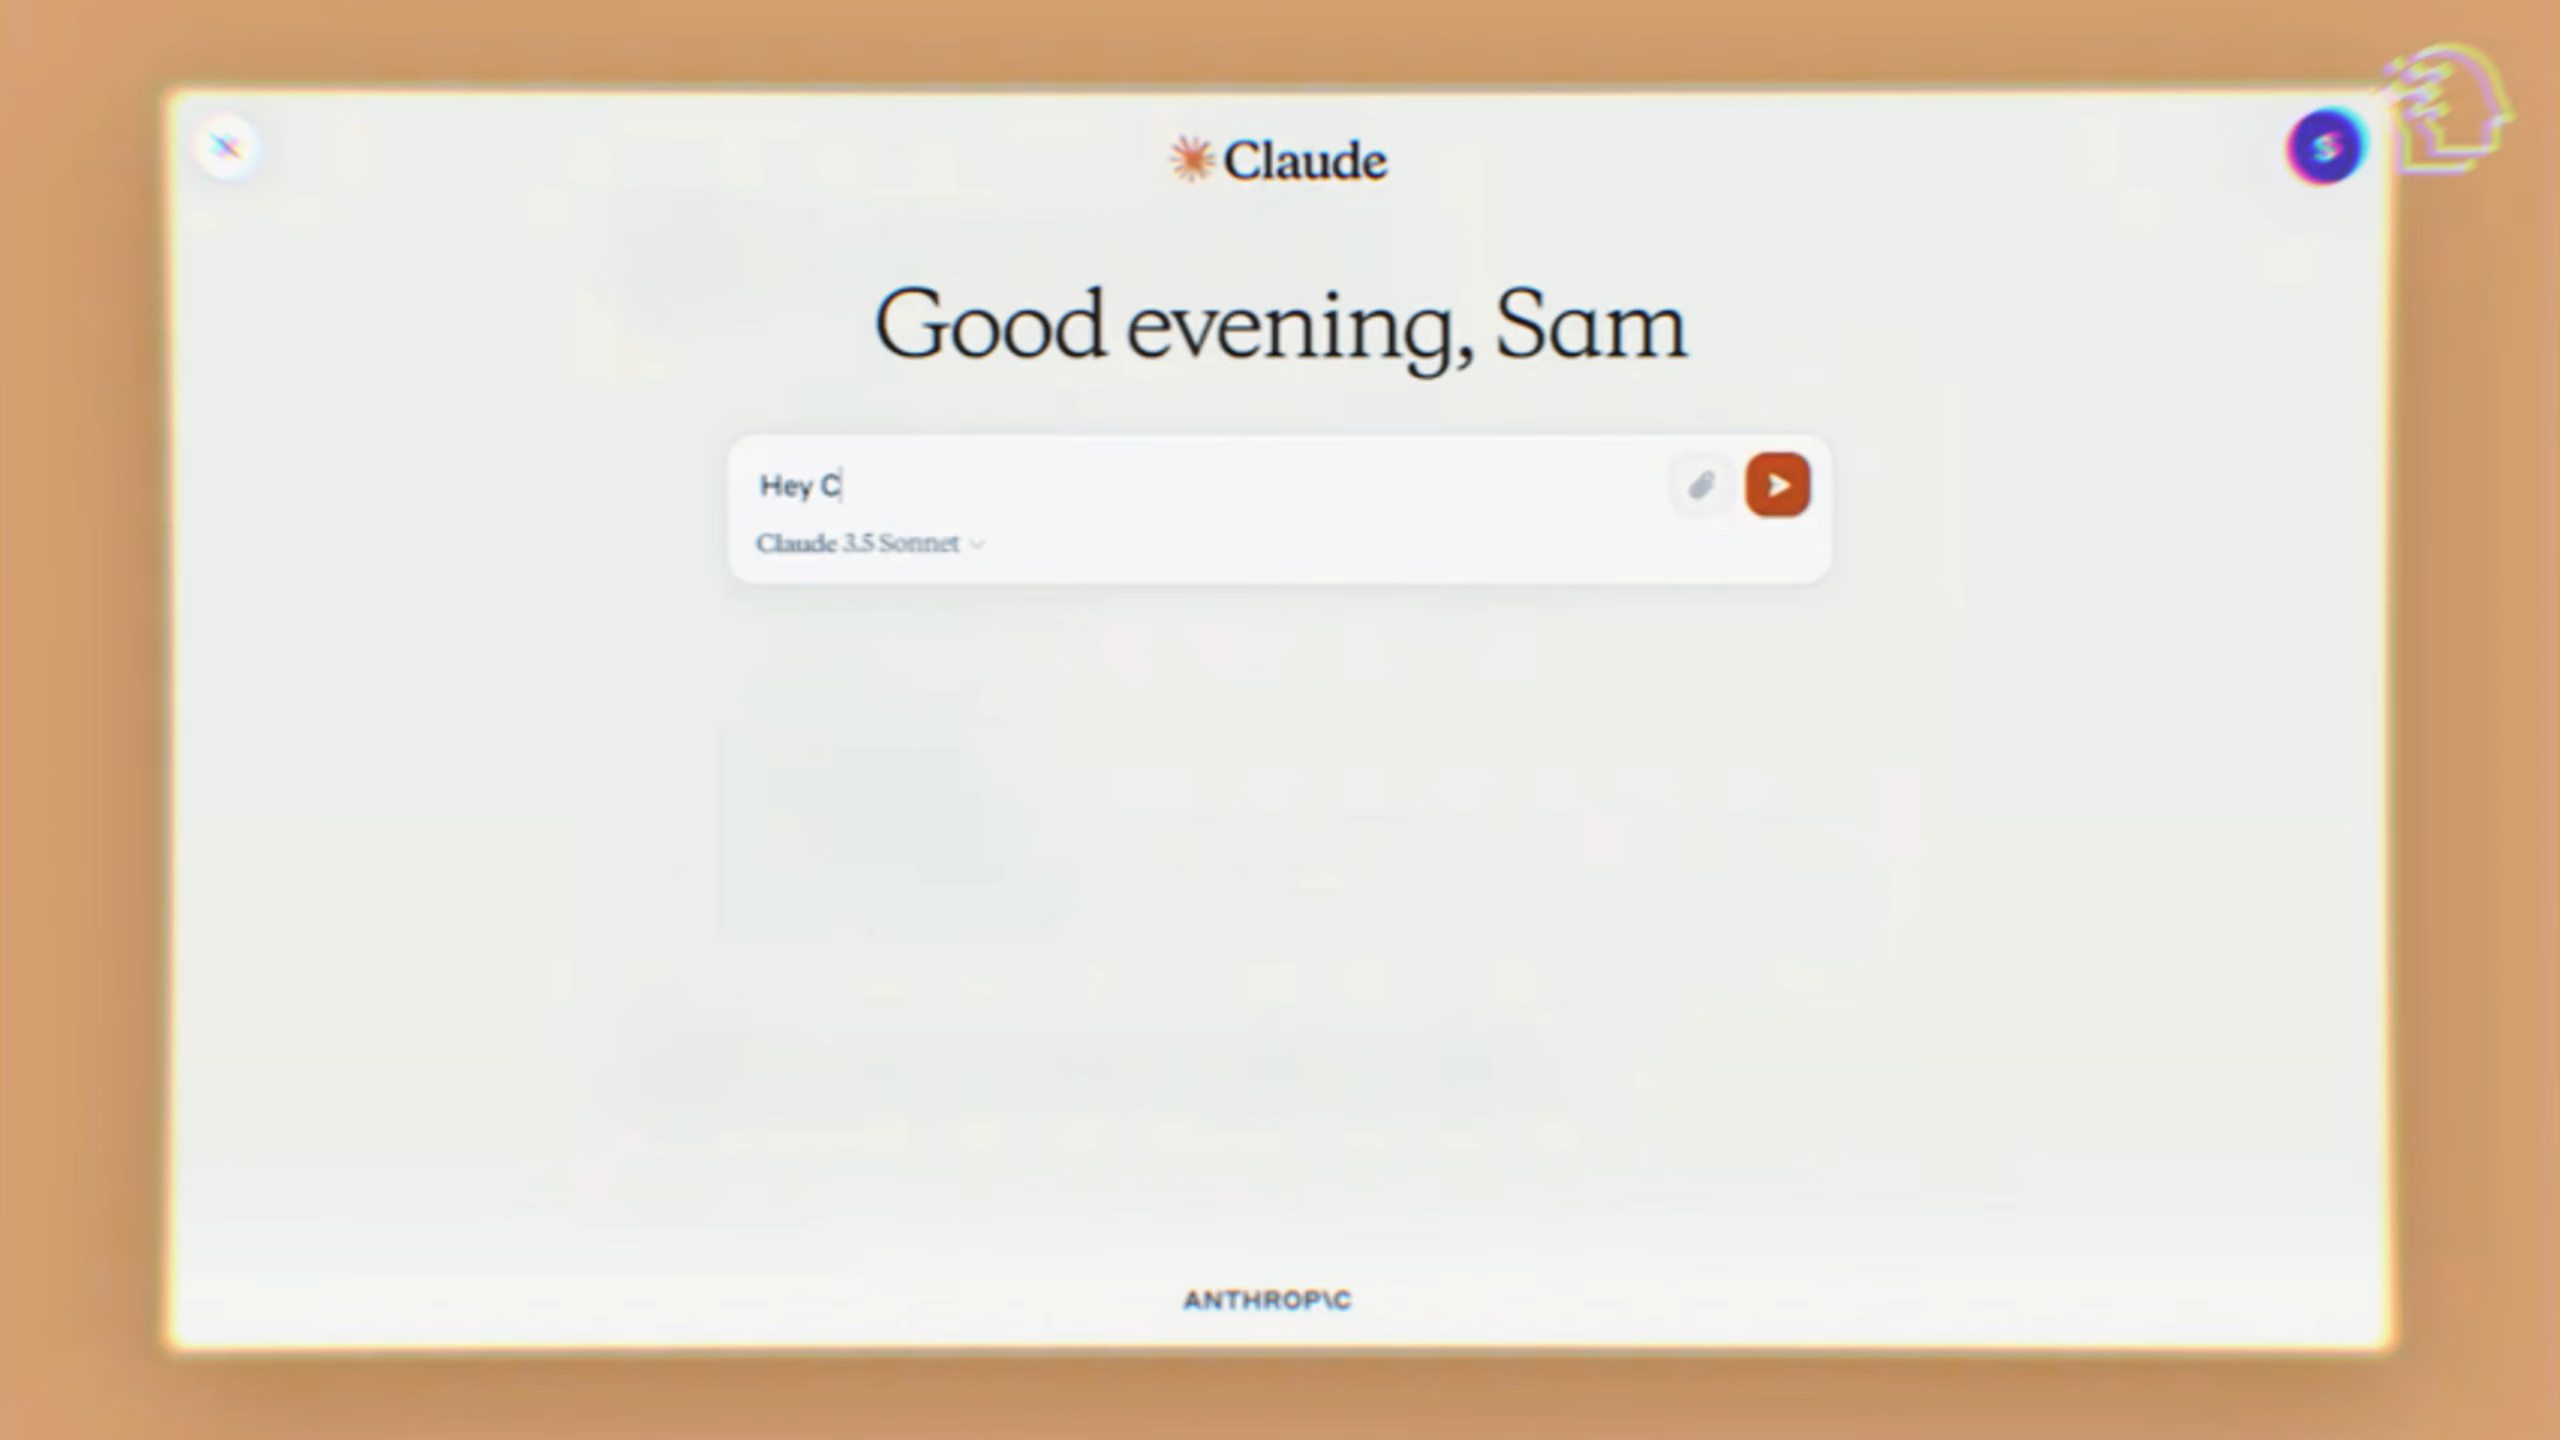 Claude
S
Good evening, Sam
Hey C
Claude 3.5 Sonnet
ANTHROP\C